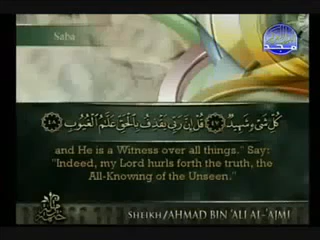 Saba
كُلِّ شَىْءٍ شَهِيدٌ ﴿٤٧﴾ قُلْ إِنَّ رَبِّى يَقْذِفُ بِالْحَقِّ عَلَّٰمُ الْغُيُوبِ ﴿٤٨﴾
and He is a Witness over all things." Say:
"Indeed, my Lord hurls forth the truth, the
All-Knowing of the Unseen."
SHEIKH/AHMAD BIN 'ALI AL-'AJMI